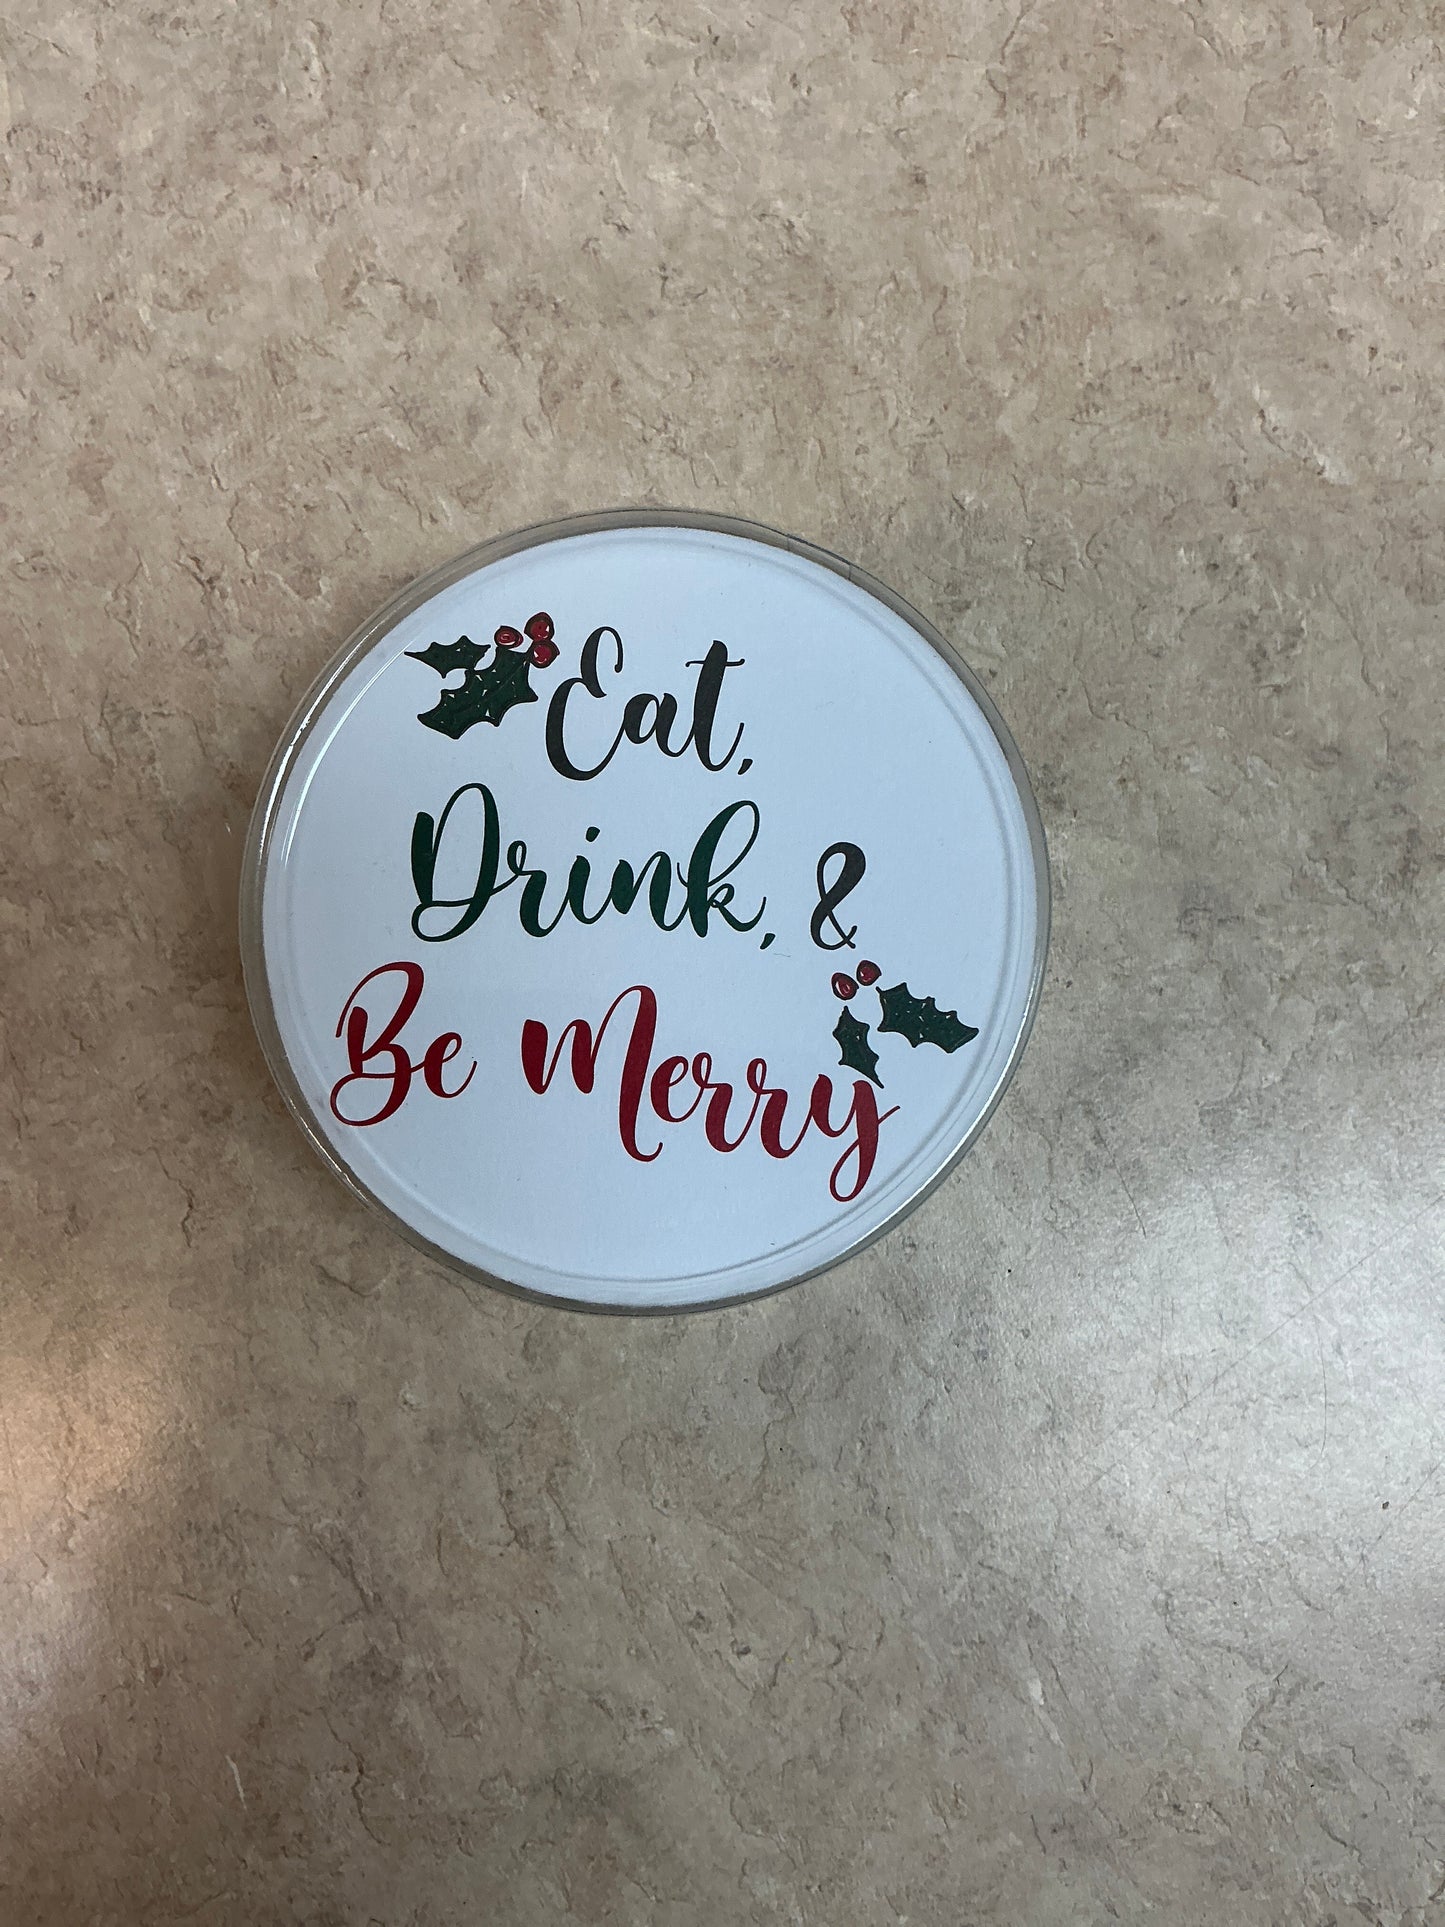 Eat,
Drink, &
Be Merry